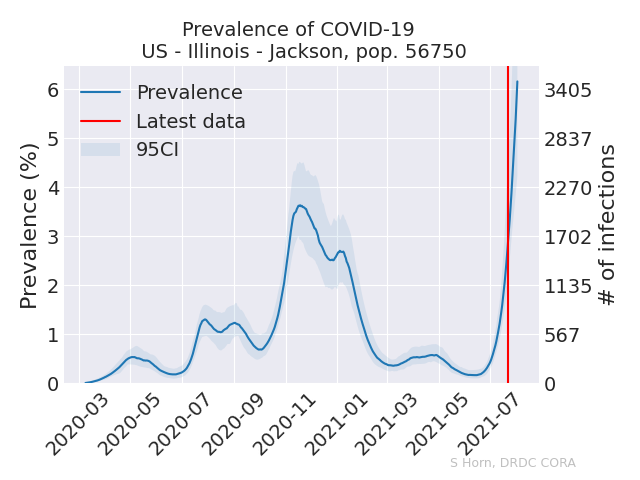 Prevalence of COVID-19
US - Illinois - Jackson, pop. 56750
Prevalence
Latest data
95CI
Prevalence (%)
6
5
4
3
2
1
0
3405
2837
2270
1702
1135
567
0
# of infections
2020-03
2020-05
2020-07
2020-09
2020-11
2021-01
2021-03
2021-05
2021-07
S Horn, DRDC CORA